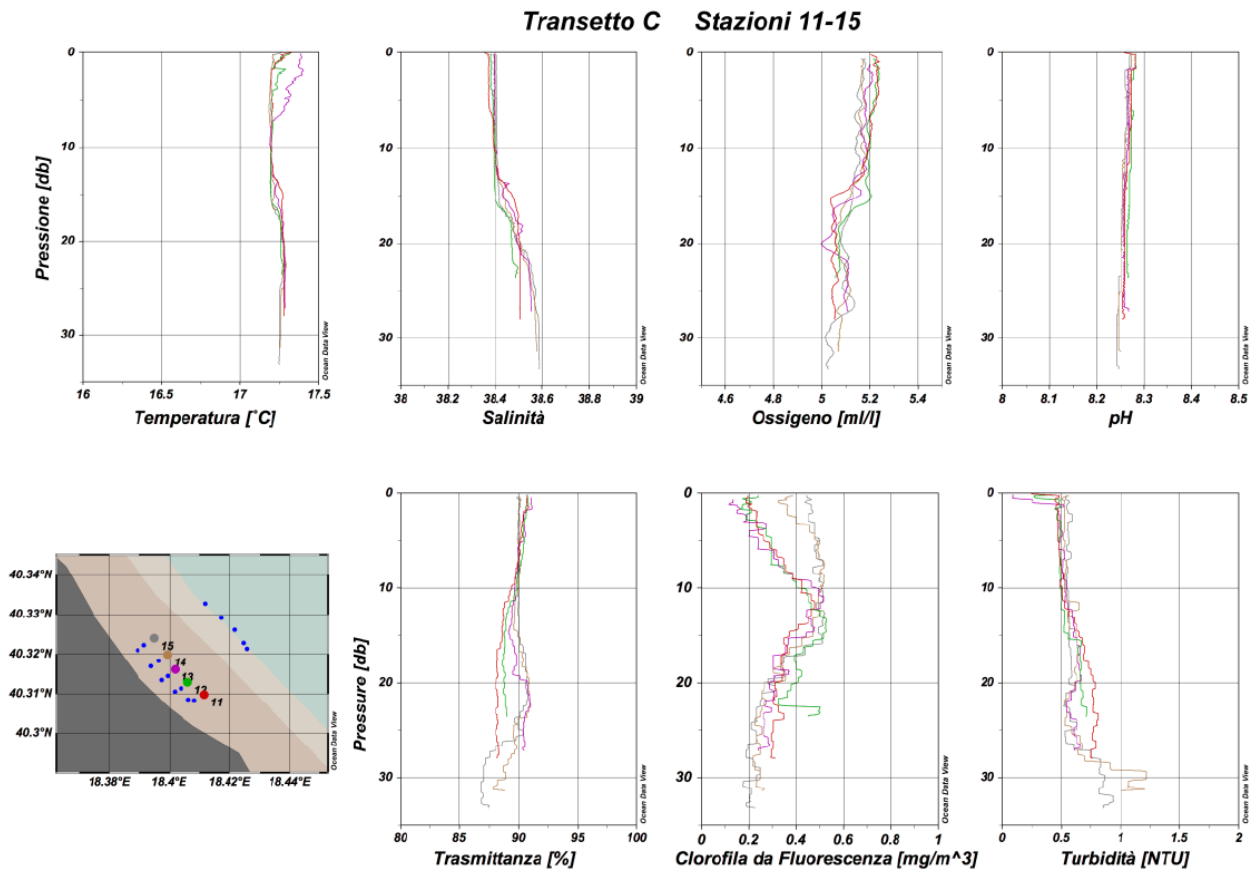 Transetto C Stazioni 11-15
0
10
20
30
Pressione [db]
16
16.5
17
17.5
Temperatura [˚C]
Ocean Data View
0
10
20
30
38
38.2
38.4
38.6
38.8
39
Salinità
Ocean Data View
0
10
20
30
4.6
4.8
5
5.2
5.4
Ossigeno [ml/l]
Ocean Data View
0
10
20
30
8
8.1
8.2
8.3
8.4
8.5
pH
Ocean Data View
40.34°N
40.33°N
40.32°N
40.31°N
40.3°N
15
14
13
12
11
18.38°E
18.4°E
18.42°E
18.44°E
Ocean Data View
0
10
20
30
Pressione [db]
80
85
90
95
100
Trasmittanza [%]
Ocean Data View
0
10
20
30
Pressure [db]
0
0.2
0.4
0.6
0.8
1
Clorofila da Fluorescenza [mg/m^3]
Ocean Data View
0
10
20
30
0
0.5
1
1.5
2
Turbidità [NTU]
Ocean Data View